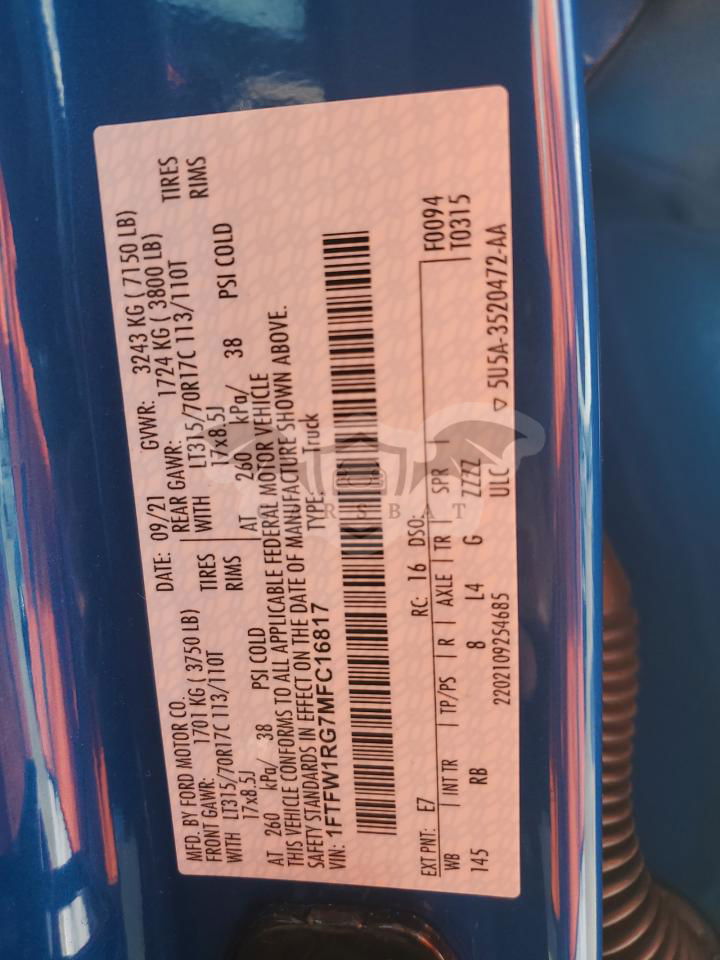 MFD. BY FORD MOTOR CO.
DATE: 09/21 GVWR: 3243 KG ( 7150 LB)
FRONT GAWR: 1701 KG ( 3750 LB)
REAR GAWR: 1724 KG ( 3800 LB)
WITH LT315/70R17C 113/110T TIRES
WITH LT315/70R17C 113/110T TIRES
17x8.5J RIMS
17x8.5J RIMS
AT 260 kPa/ 38 PSI COLD
AT 260 kPa/ 38 PSI COLD
THIS VEHICLE CONFORMS TO ALL APPLICABLE FEDERAL MOTOR VEHICLE
SAFETY STANDARDS IN EFFECT ON THE DATE OF MANUFACTURE SHOWN ABOVE.
VIN: 1FTFW1RG7MFC16817 TYPE: Truck
EXT PNT: E7 RC: 16 DSO: F0094
WB INT TR TP/PS R AXLE TR SPR T0315
145 RB 8 L4 G ZZZZ
2202109254685 ULC ▽ 5U5A-3520472-AA
CARSBAT